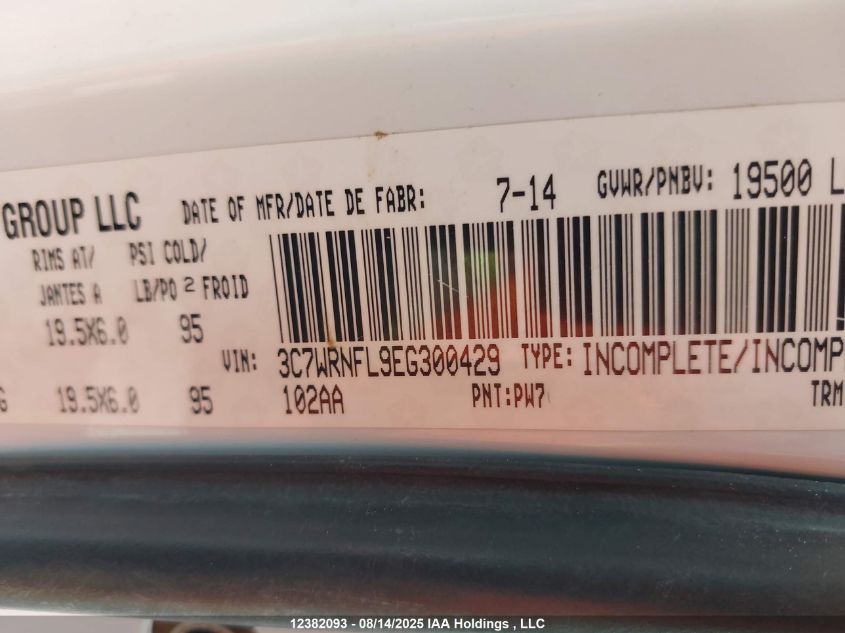 GROUP LLC DATE OF MFR/DATE DE FABR: 7-14 GVWR/PNBV: 19500 L
RIMS AT/ PSI COLD/
JANTES A LB/PO 2 FROID
19.5X6.0 95
VIN: 3C7WRNFL9EG300429 TYPE: INCOMPLETE/INCOMP
G 19.5X6.0 95 102AA PNT:PW7 TRM
12382093 - 08/14/2025 IAA Holdings , LLC